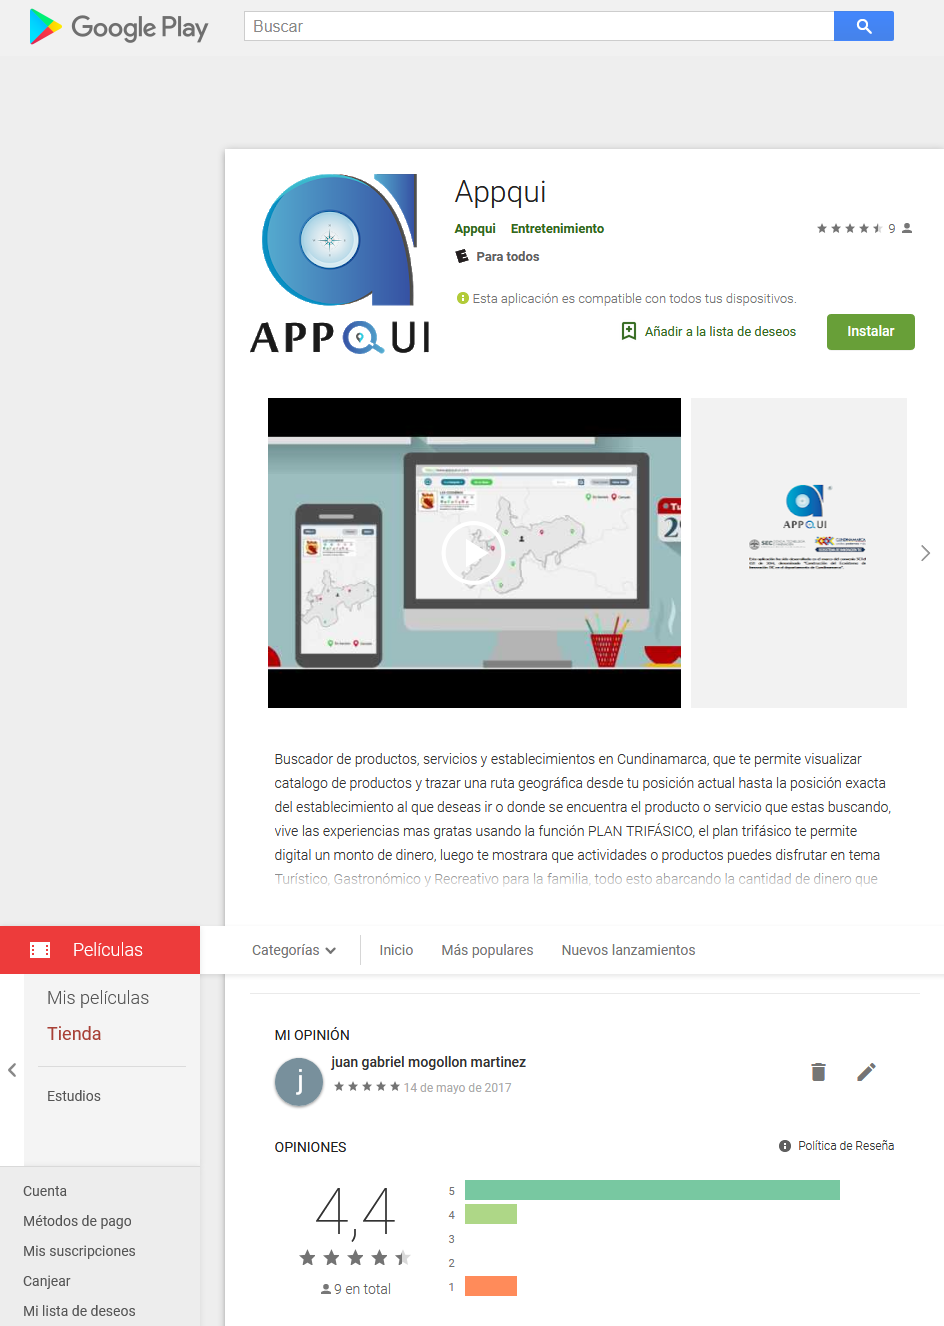 Google Play
Buscar
Appqui
Appqui Entretenimiento
9
Para todos
Esta aplicación es compatible con todos tus dispositivos.
Añadir a la lista de deseos
Instalar
APPQUI
APPQUI
Buscador de productos, servicios y establecimientos en Cundinamarca, que te permite visualizar
catalogo de productos y trazar una ruta geográfica desde tu posición actual hasta la posición exacta
del establecimiento al que deseas ir o donde se encuentra el producto o servicio que estas buscando,
vive las experiencias mas gratas usando la función PLAN TRIFÁSICO, el plan trifásico te permite
digital un monto de dinero, luego te mostrara que actividades o productos puedes disfrutar en tema
Turístico, Gastronómico y Recreativo para la familia, todo esto abarcando la cantidad de dinero que
Películas
Categorías
Inicio
Más populares
Nuevos lanzamientos
Mis películas
Tienda
Estudios
Cuenta
Métodos de pago
Mis suscripciones
Canjear
Mi lista de deseos
MI OPINIÓN
j
juan gabriel mogollon martinez
14 de mayo de 2017
OPINIONES
Política de Reseña
4,4
9 en total
5
4
3
2
1